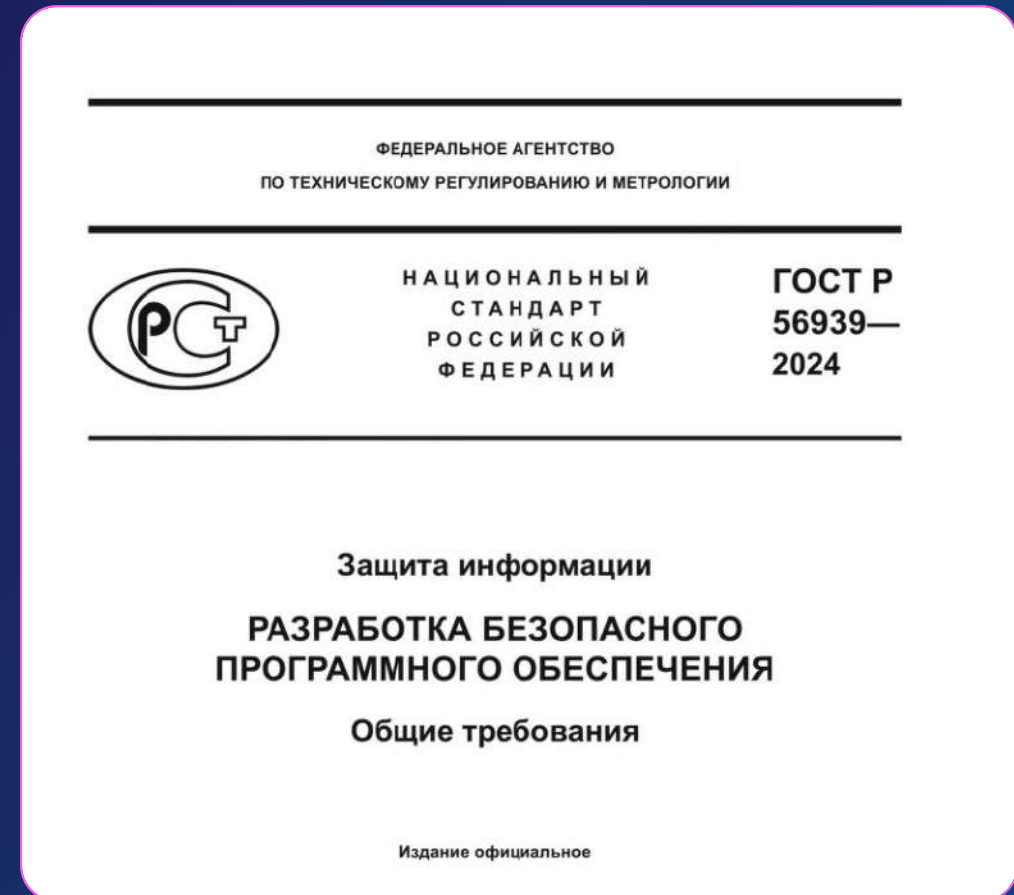 ФЕДЕРАЛЬНОЕ АГЕНТСТВО
ПО ТЕХНИЧЕСКОМУ РЕГУЛИРОВАНИЮ И МЕТРОЛОГИИ
РСТ
НАЦИОНАЛЬНЫЙ
СТАНДАРТ
РОССИЙСКОЙ
ФЕДЕРАЦИИ
ГОСТ Р
56939—
2024
Защита информации
РАЗРАБОТКА БЕЗОПАСНОГО
ПРОГРАММНОГО ОБЕСПЕЧЕНИЯ
Общие требования
Издание официальное